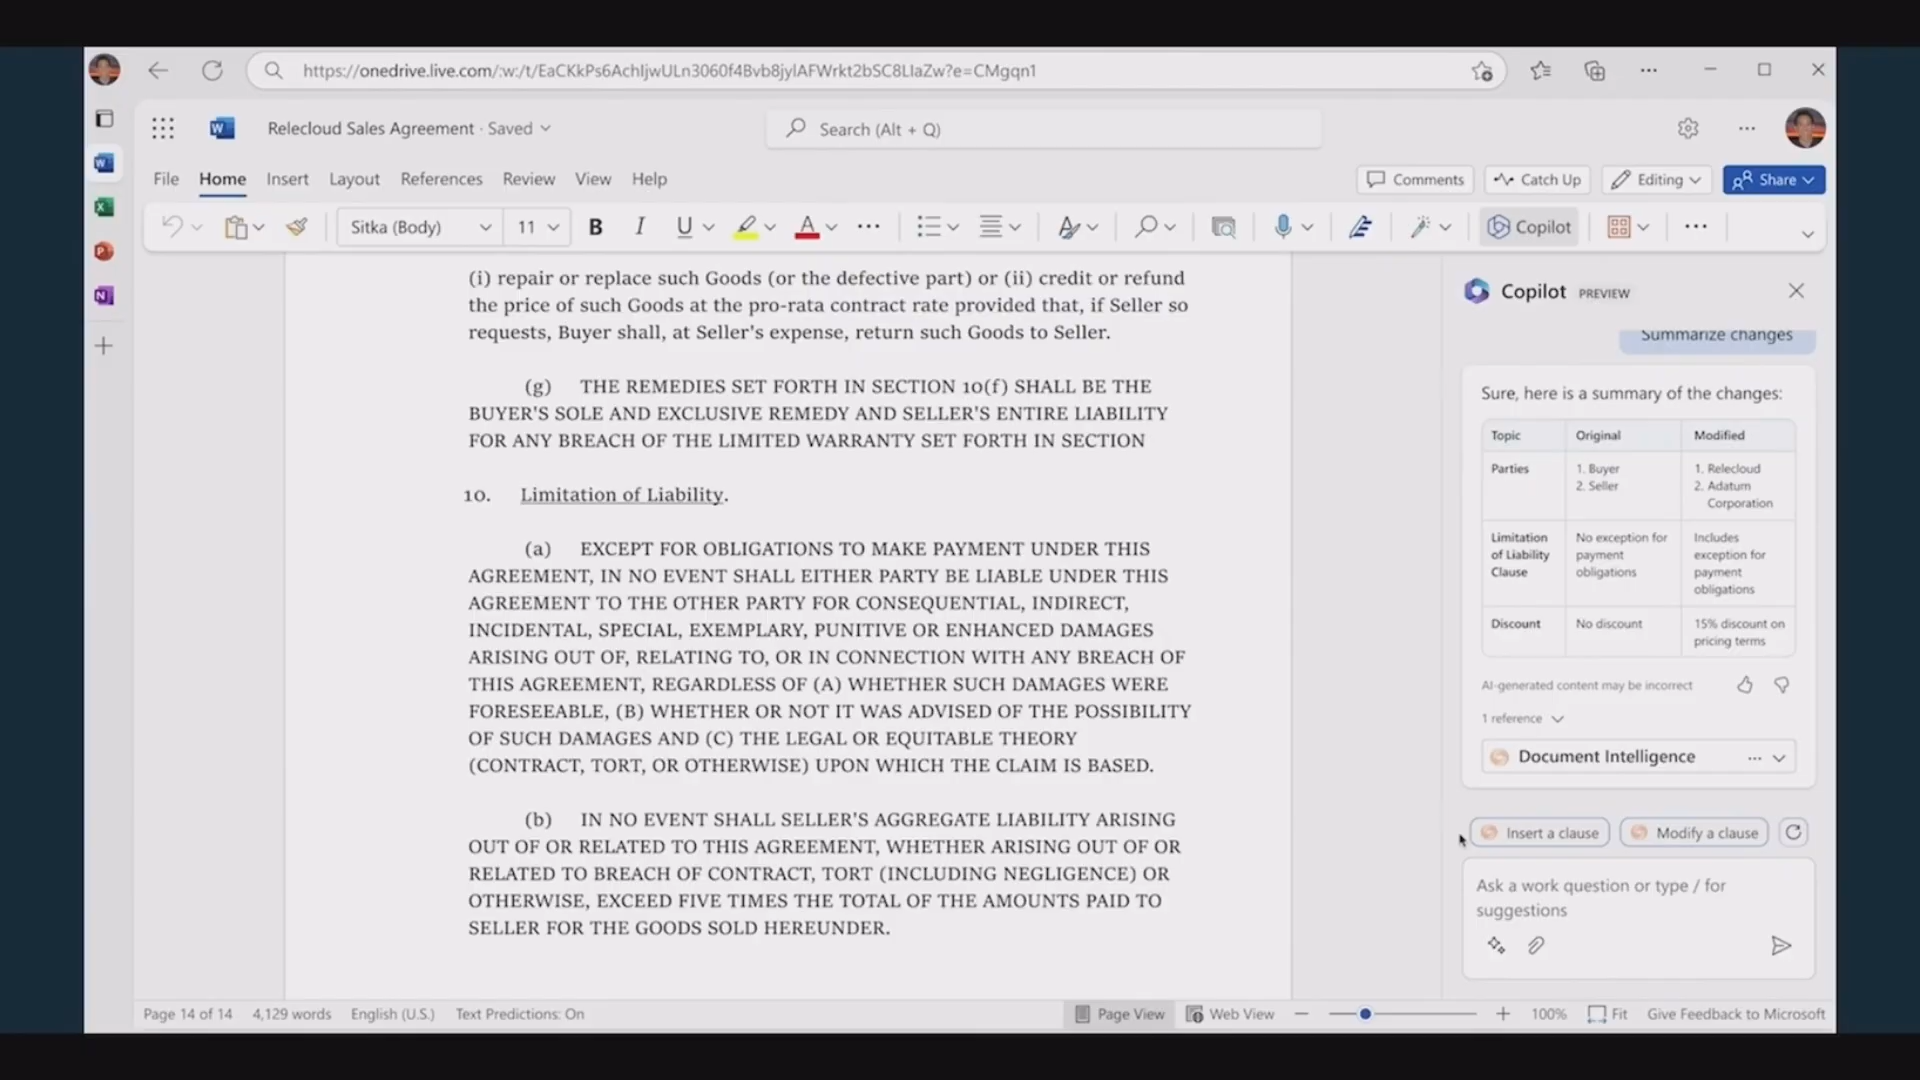 https://onedrive.live.com/:w:/t/EaCKkPs6AchIjwULn3060f4Bvb8jylAFWrkt2bSC8LIaZw?e=CMgqn1
Relecloud Sales Agreement · Saved
Search (Alt + Q)
File Home Insert Layout References Review View Help
Comments Catch Up Editing Share
Sitka (Body) 11 B I U A Copilot
(i) repair or replace such Goods (or the defective part) or (ii) credit or refund
the price of such Goods at the pro-rata contract rate provided that, if Seller so
requests, Buyer shall, at Seller's expense, return such Goods to Seller.
(g) THE REMEDIES SET FORTH IN SECTION 10(f) SHALL BE THE
BUYER'S SOLE AND EXCLUSIVE REMEDY AND SELLER'S ENTIRE LIABILITY
FOR ANY BREACH OF THE LIMITED WARRANTY SET FORTH IN SECTION
10. Limitation of Liability.
(a) EXCEPT FOR OBLIGATIONS TO MAKE PAYMENT UNDER THIS
AGREEMENT, IN NO EVENT SHALL EITHER PARTY BE LIABLE UNDER THIS
AGREEMENT TO THE OTHER PARTY FOR CONSEQUENTIAL, INDIRECT,
INCIDENTAL, SPECIAL, EXEMPLARY, PUNITIVE OR ENHANCED DAMAGES
ARISING OUT OF, RELATING TO, OR IN CONNECTION WITH ANY BREACH OF
THIS AGREEMENT, REGARDLESS OF (A) WHETHER SUCH DAMAGES WERE
FORESEEABLE, (B) WHETHER OR NOT IT WAS ADVISED OF THE POSSIBILITY
OF SUCH DAMAGES AND (C) THE LEGAL OR EQUITABLE THEORY
(CONTRACT, TORT, OR OTHERWISE) UPON WHICH THE CLAIM IS BASED.
(b) IN NO EVENT SHALL SELLER'S AGGREGATE LIABILITY ARISING
OUT OF OR RELATED TO THIS AGREEMENT, WHETHER ARISING OUT OF OR
RELATED TO BREACH OF CONTRACT, TORT (INCLUDING NEGLIGENCE) OR
OTHERWISE, EXCEED FIVE TIMES THE TOTAL OF THE AMOUNTS PAID TO
SELLER FOR THE GOODS SOLD HEREUNDER.
Copilot PREVIEW
Summarize changes
Sure, here is a summary of the changes:
Topic Original Modified
Parties 1. Buyer 1. Relecloud
2. Seller 2. Adatum
Corporation
Limitation No exception for Includes
of Liability payment exception for
Clause obligations payment
obligations
Discount No discount 15% discount on
pricing terms
AI-generated content may be incorrect
1 reference
Document Intelligence
Insert a clause Modify a clause
Ask a work question or type / for
suggestions
Page 14 of 14 4,129 words English (U.S.) Text Predictions: On Page View Web View 100% Fit Give Feedback to Microsoft